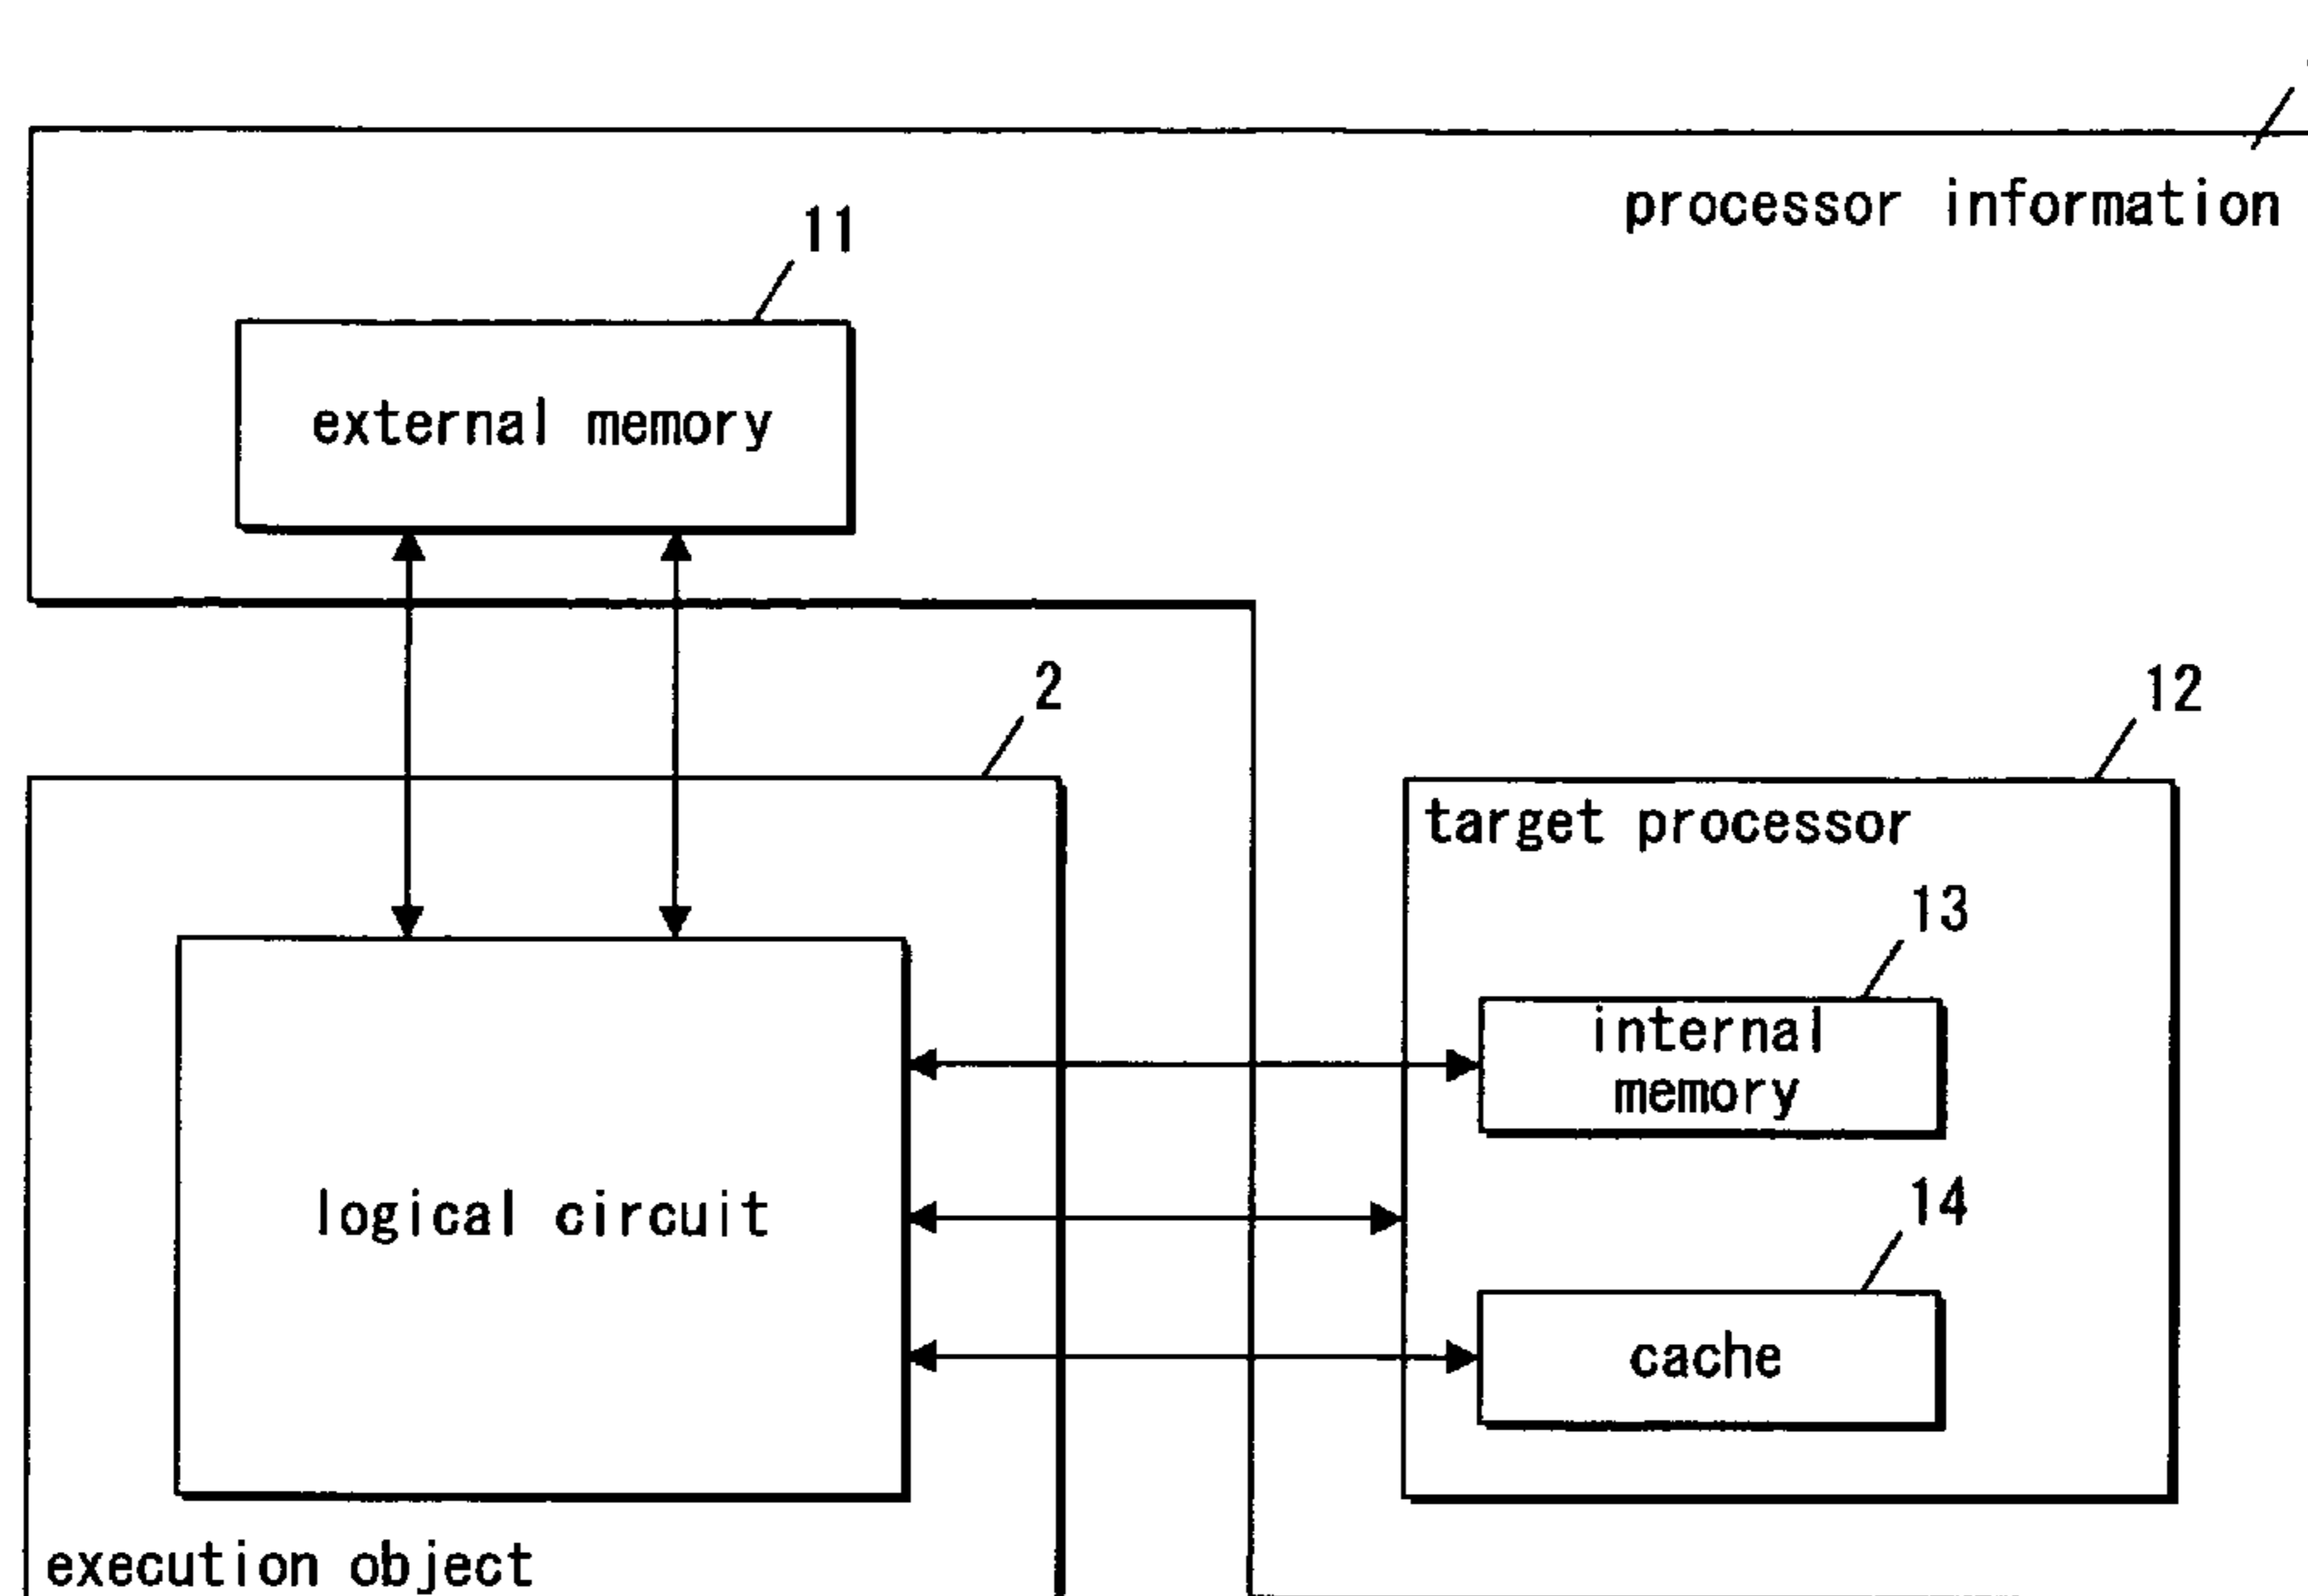 processor information
11
external memory
2
12
target processor
13
internal
memory
logical circuit
14
cache
execution object